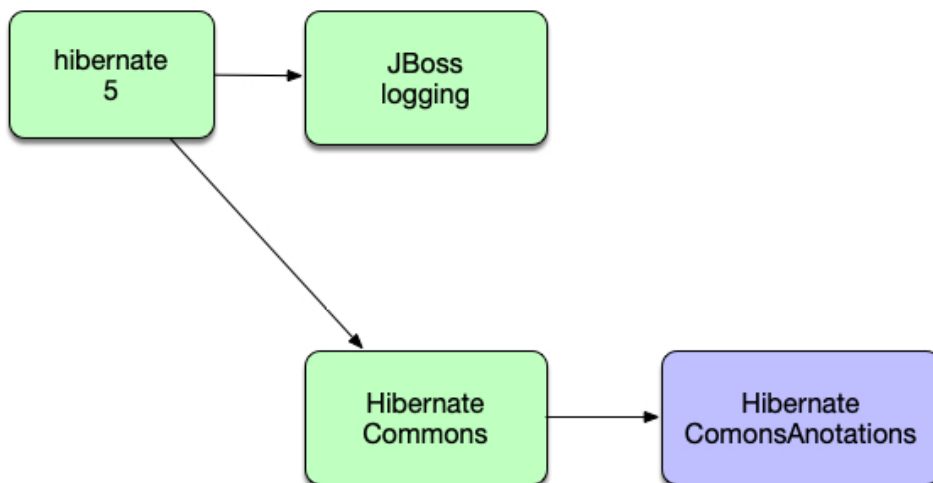 hibernate
5
JBoss
logging
Hibernate
Commons
Hibernate
ComonsAnotations